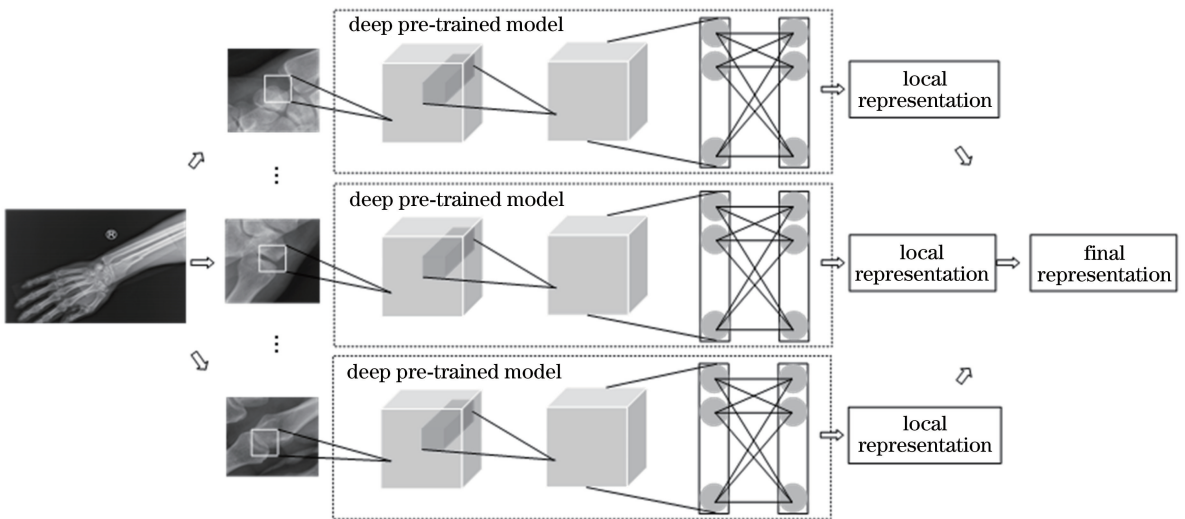 deep pre-trained model
local
representation
®
deep pre-trained model
local
representation
final
representation
deep pre-trained model
local
representation